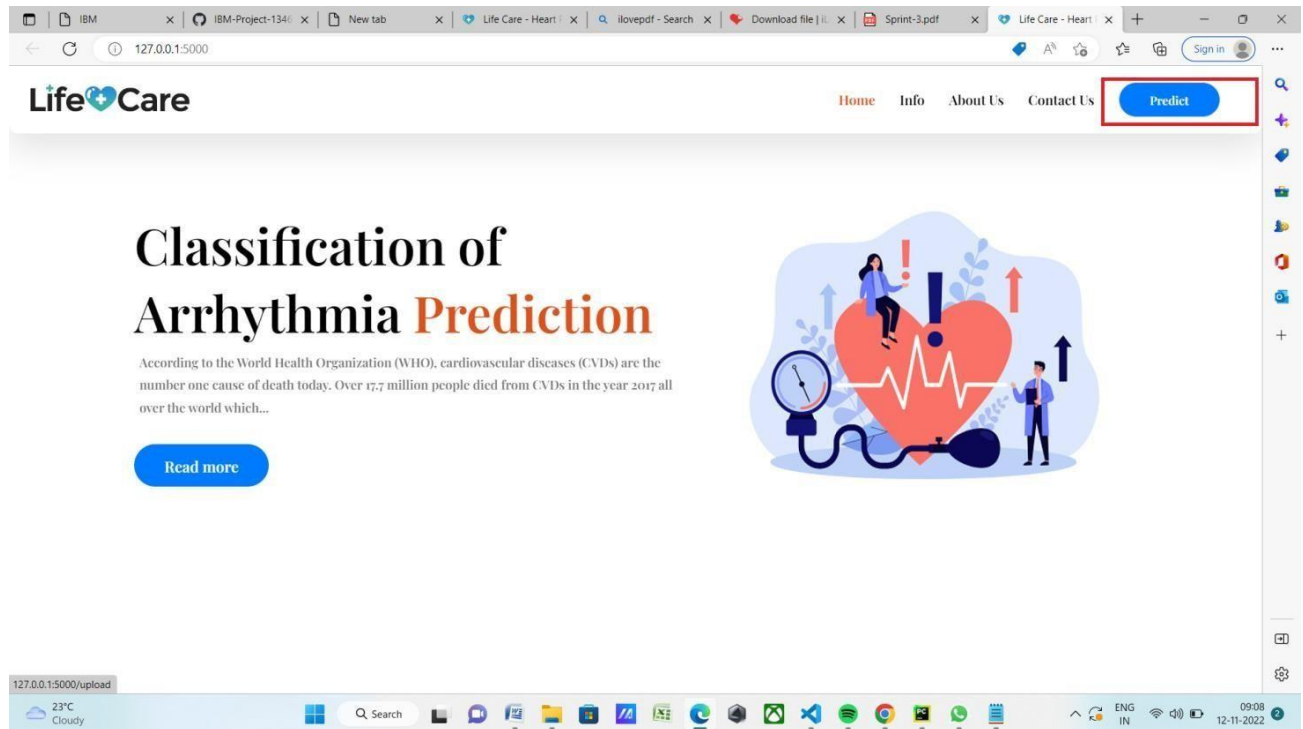 IBM
IBM-Project-1346
New tab
Life Care - Heart
ilovepdf - Search
Download file | iL
Sprint-3.pdf
Life Care - Heart
127.0.0.1:5000
Sign in
Life Care
Home Info About Us Contact Us Predict
Classification of
Arrhythmia Prediction
According to the World Health Organization (WHO), cardiovascular diseases (CVDs) are the
number one cause of death today. Over 17.7 million people died from CVDs in the year 2017 all
over the world which...
Read more
127.0.0.1:5000/upload
23°C
Cloudy
Search
ENG
IN
09:08
12-11-2022
2